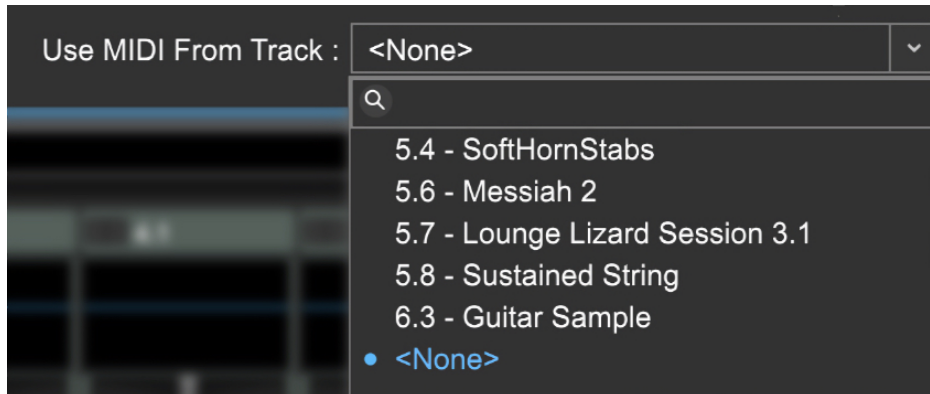 Use MIDI From Track : <None>
5.4 - SoftHornStabs
5.6 - Messiah 2
5.7 - Lounge Lizard Session 3.1
5.8 - Sustained String
6.3 - Guitar Sample
<None>